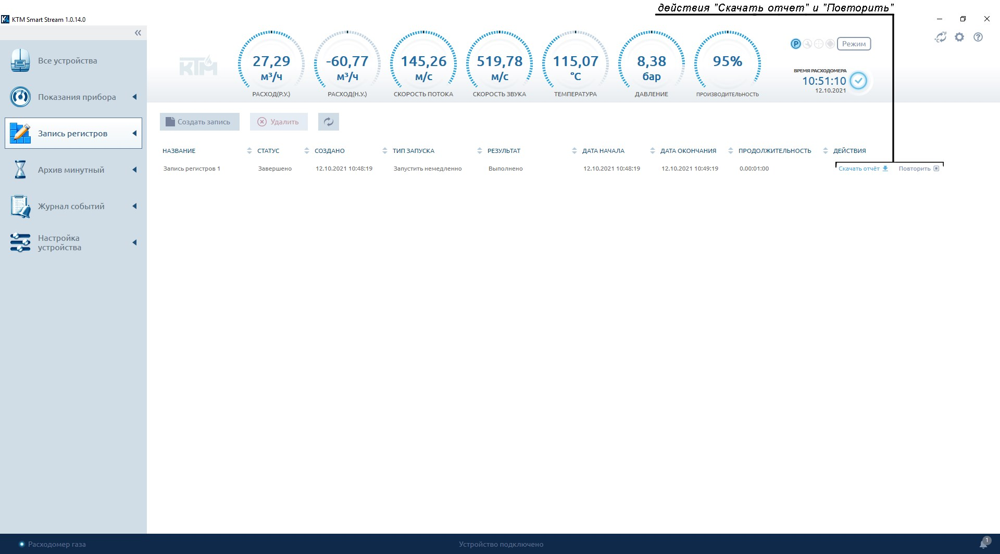 действия "Скачать отчет" и "Повторить"
KTM Smart Stream 1.0.14.0
°C °F
27,29
м³/ч
РАСХОД(Р.У.)
-60,77
м³/ч
РАСХОД(Н.У.)
145,26
м/с
СКОРОСТЬ ПОТОКА
519,78
м/с
СКОРОСТЬ ЗВУКА
115,07
°C
ТЕМПЕРАТУРА
8,38
бар
ДАВЛЕНИЕ
95%
ПРОИЗВОДИТЕЛЬНОСТЬ
P
Режим
ВРЕМЯ РАСХОДОМЕРА
10:51:10
12.10.2021
КТМ
Все устройства
Показания прибора
Запись регистров
Архив минутный
Журнал событий
Настройка
устройства
Создать запись
Удалить
НАЗВАНИЕ СТАТУС СОЗДАНО ТИП ЗАПУСКА РЕЗУЛЬТАТ ДАТА НАЧАЛА ДАТА ОКОНЧАНИЯ ПРОДОЛЖИТЕЛЬНОСТЬ ДЕЙСТВИЯ
Запись регистров 1 Завершено 12.10.2021 10:48:19 Запустить немедленно Выполнено 12.10.2021 10:48:19 12.10.2021 10:49:19 0.00:01:00 Скачать отчёт Повторить
Расходомер газа
Устройство подключено
1